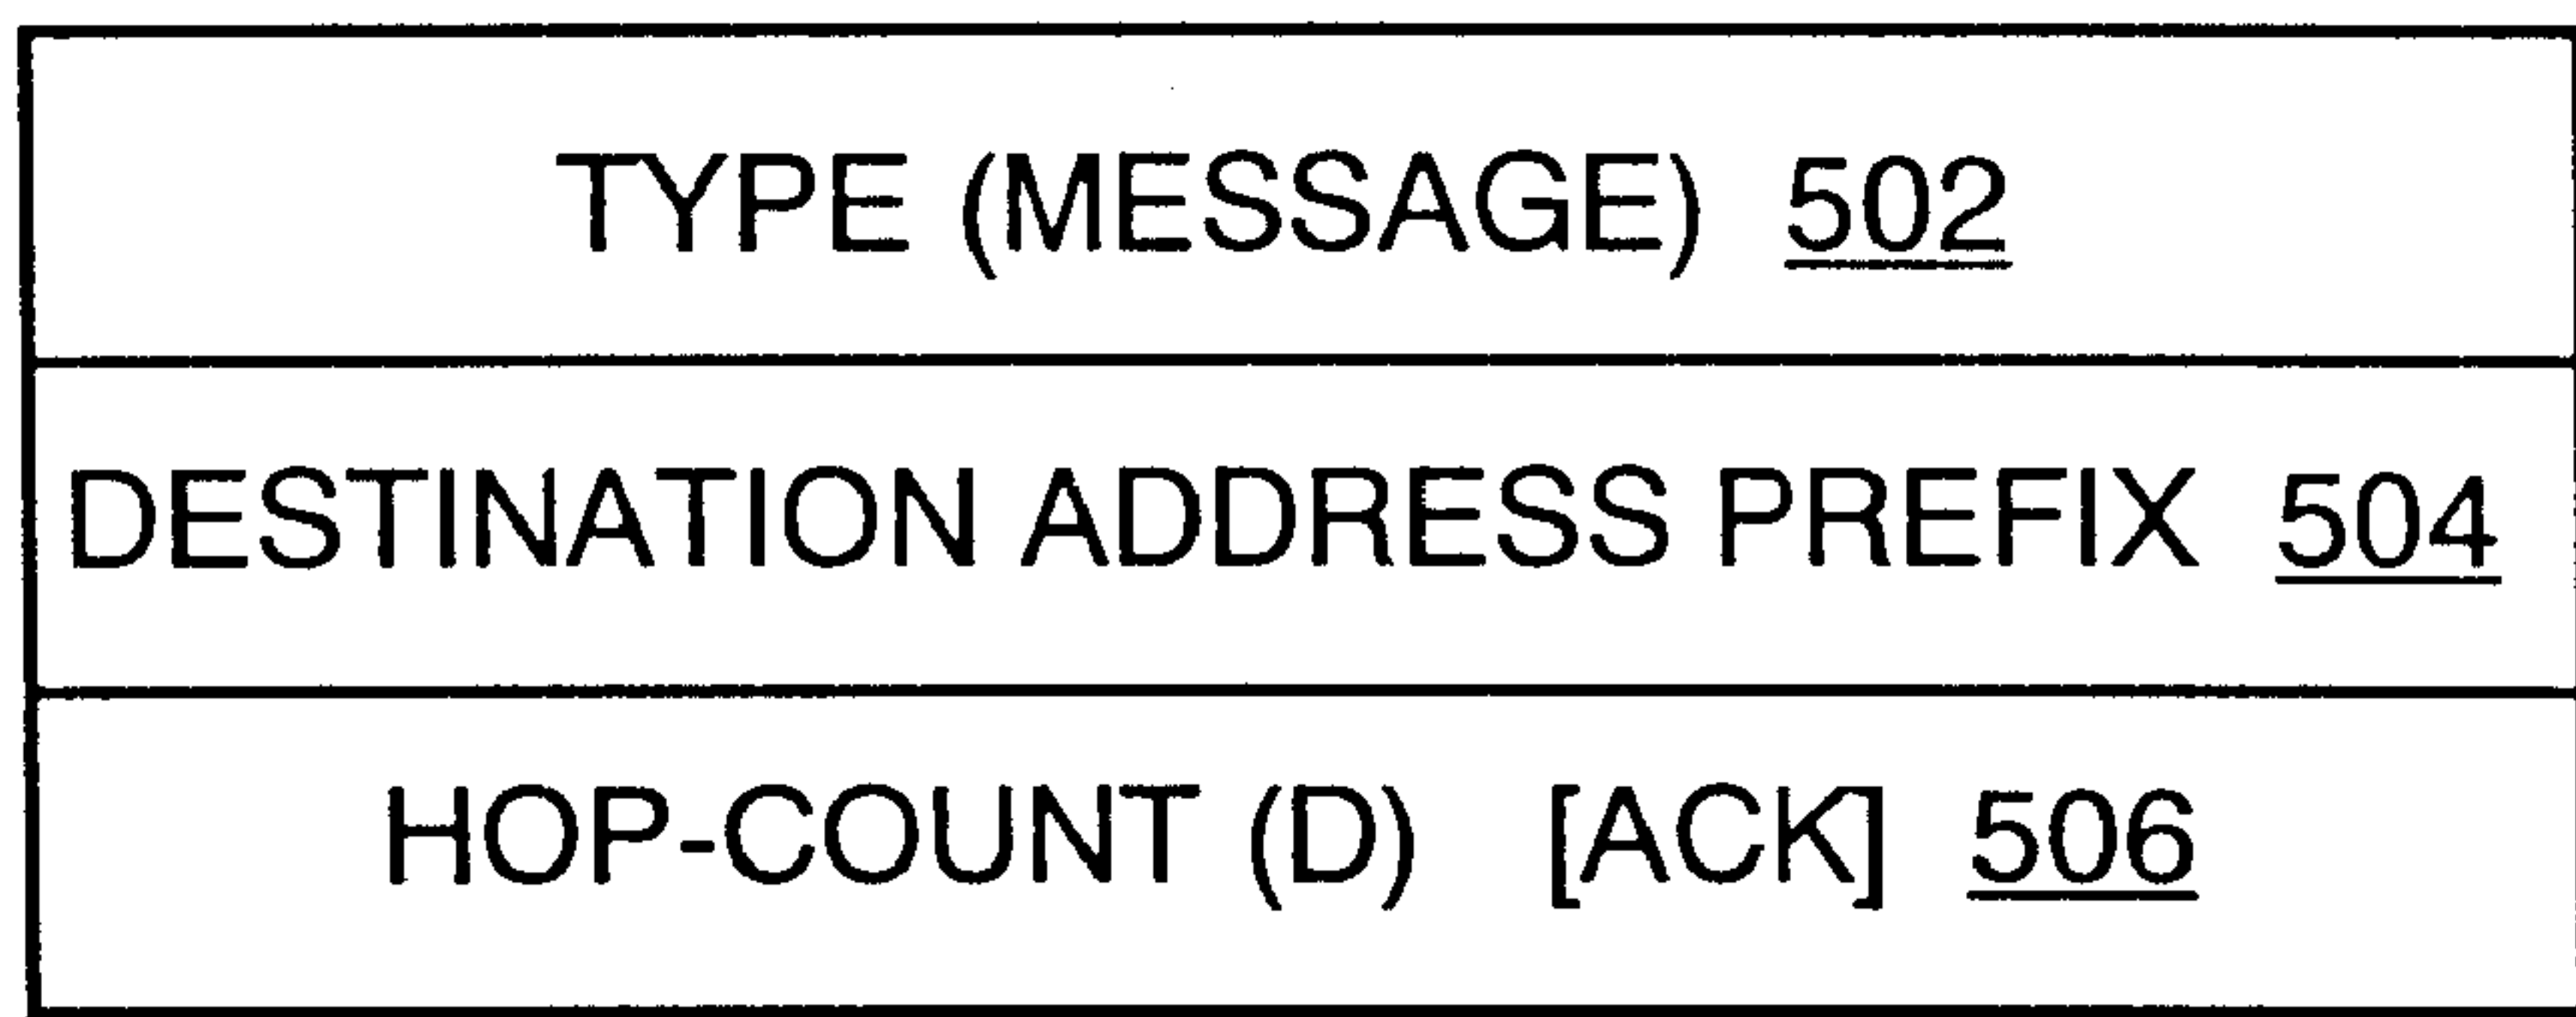 TYPE (MESSAGE) 502
DESTINATION ADDRESS PREFIX 504
HOP-COUNT (D) [ACK] 506